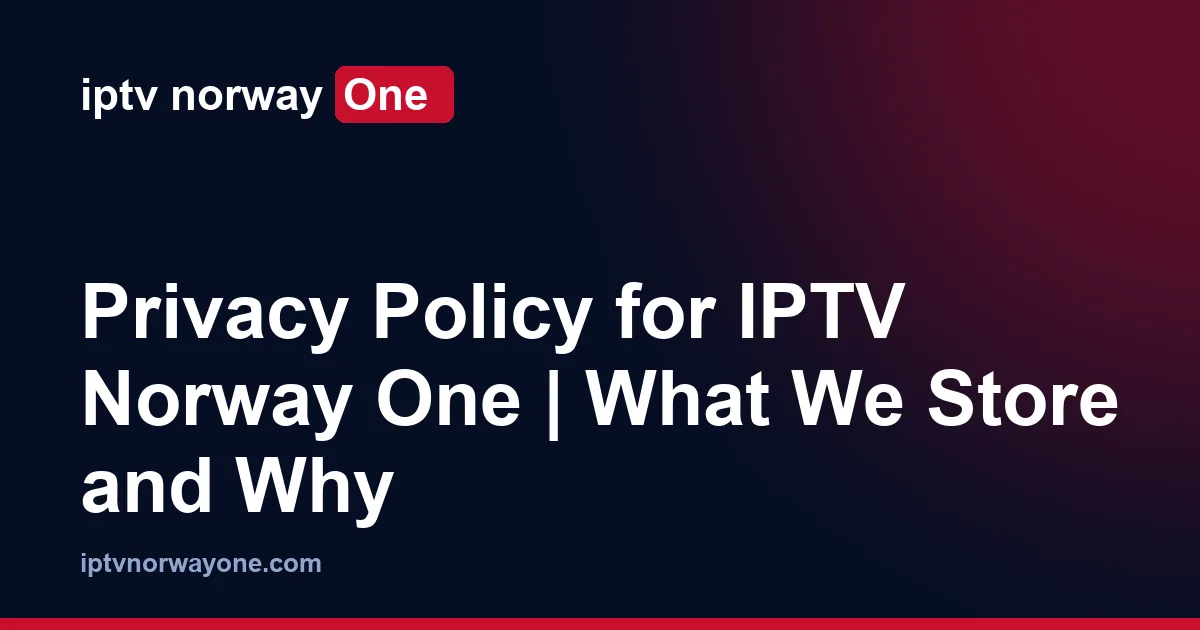 iptv norway One
Privacy Policy for IPTV
Norway One | What We Store
and Why
iptvnorwayone.com